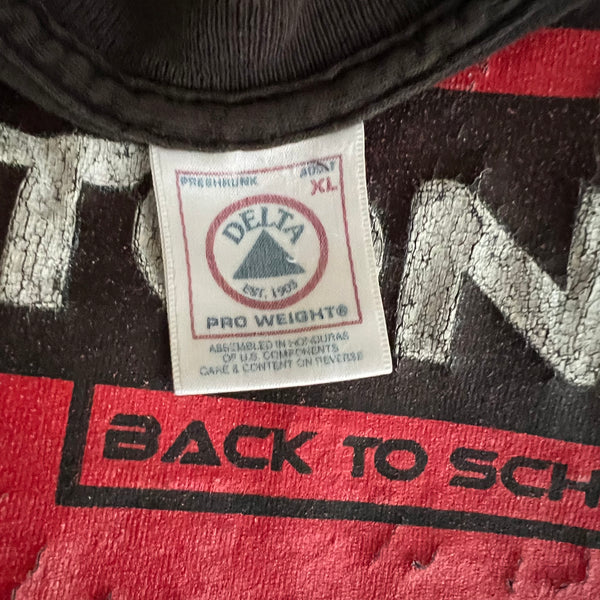 PRESHRUNK ADULT
XL
DELTA
EST. 1903
PRO WEIGHT®
ASSEMBLED IN HONDURAS
OF U.S. COMPONENTS
CARE & CONTENT ON REVERSE
BACK TO SCH